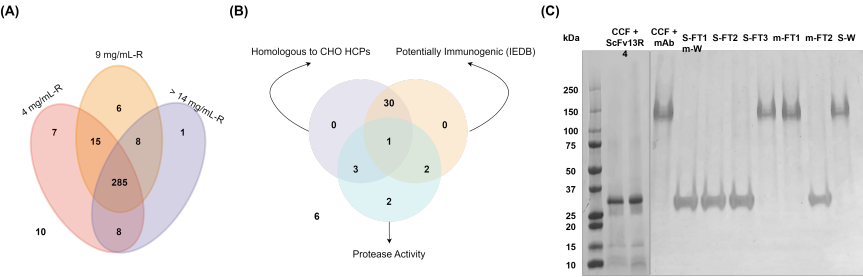 (A)
9 mg/mL-R
4 mg/mL-R
> 14 mg/mL-R
6
7
1
15
8
285
10
8
(B)
Homologous to CHO HCPs
Potentially Immunogenic (IEDB)
30
0
0
1
3
2
2
6
Protease Activity
(C)
kDa
CCF +
ScFv13R
4
CCF +
mAb
S-FT1
m-W
S-FT2
S-FT3
m-FT1
m-FT2
S-W
250
150
100
75
50
37
25
20
15
10